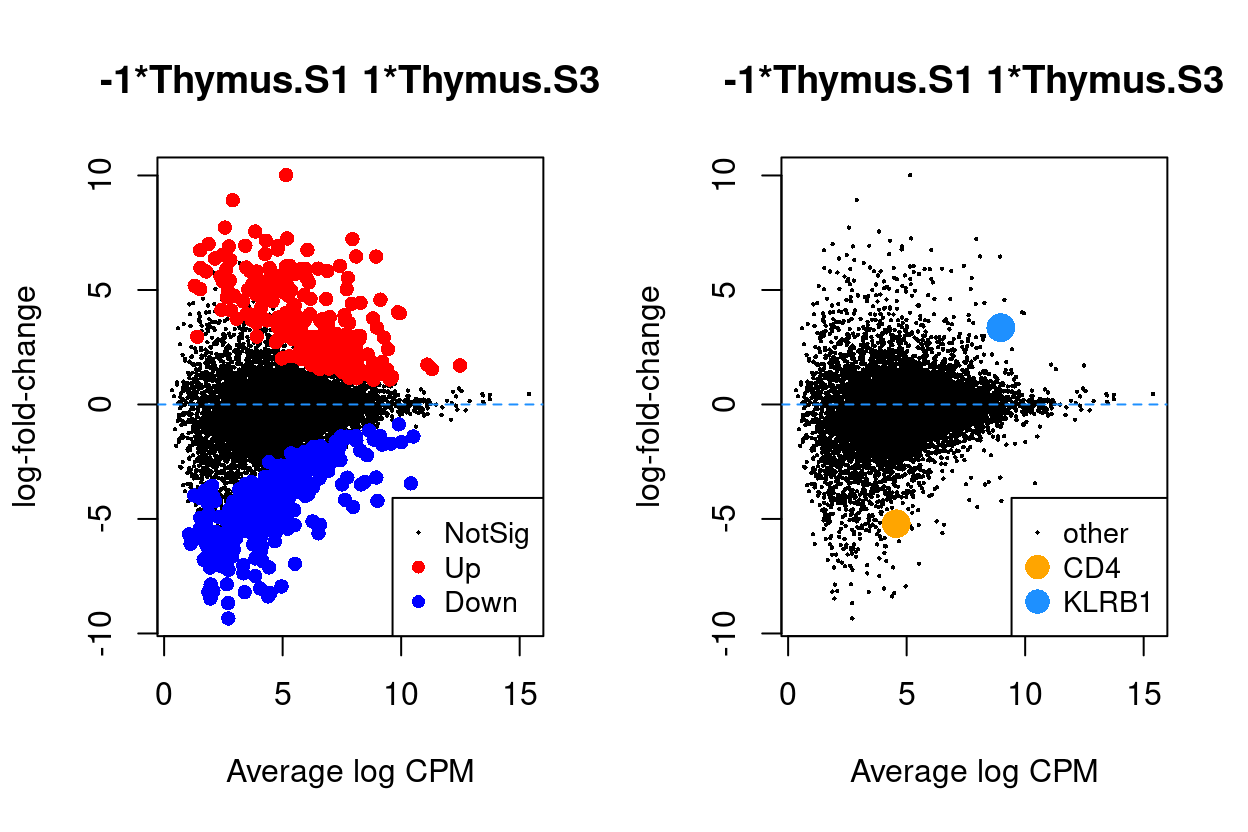 -1*Thymus.S1 1*Thymus.S3
10
5
0
-5
-10
log-fold-change
NotSig
Up
Down
0
5
10
15
Average log CPM
-1*Thymus.S1 1*Thymus.S3
10
5
0
-5
-10
log-fold-change
other
CD4
KLRB1
0
5
10
15
Average log CPM